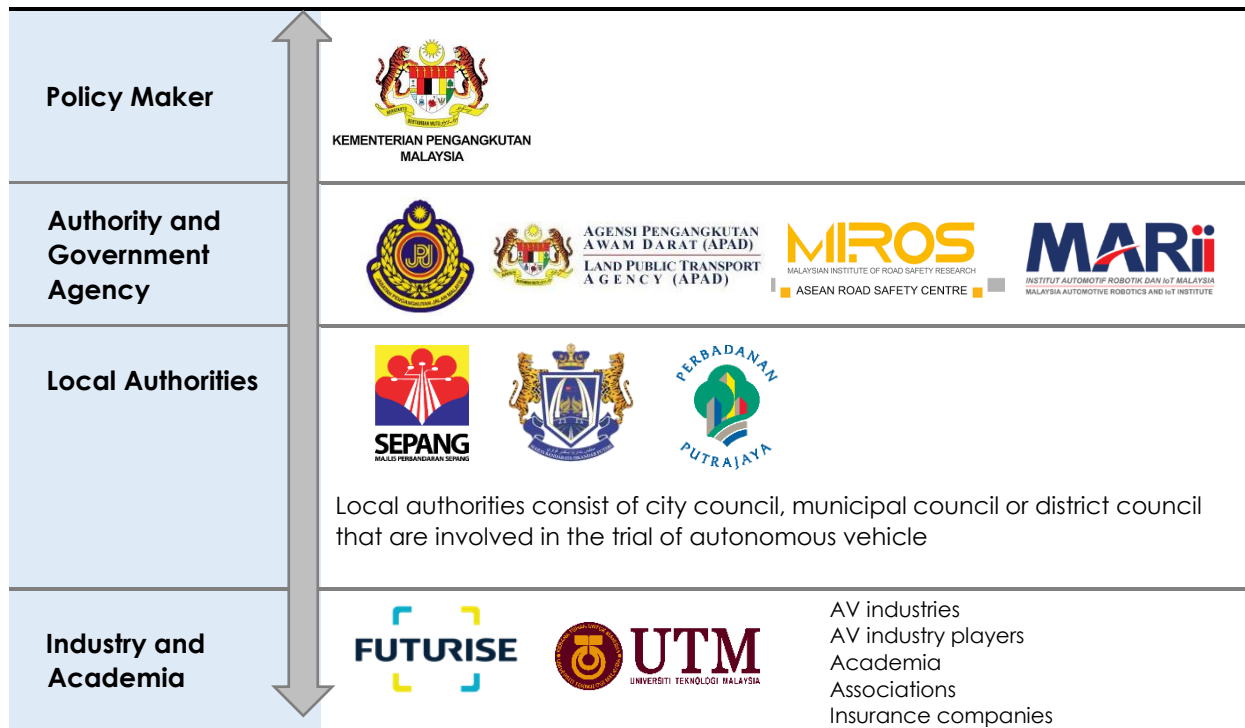 Policy Maker
KEMENTERIAN PENGANGKUTAN
MALAYSIA
Authority and
Government
Agency
JPJ
AGENSI PENGANGKUTAN
AWAM DARAT (APAD)
LAND PUBLIC TRANSPORT
AGENCY (APAD)
MIROS
MALAYSIAN INSTITUTE OF ROAD SAFETY RESEARCH
ASEAN ROAD SAFETY CENTRE
MARii
INSTITUT AUTOMOTIF ROBOTIK DAN IoT MALAYSIA
MALAYSIA AUTOMOTIVE ROBOTICS AND IoT INSTITUTE
Local Authorities
SEPANG
MAJLIS PERBANDARAN SEPANG
PERBADANAN
PUTRAJAYA
Local authorities consist of city council, municipal council or district council
that are involved in the trial of autonomous vehicle
Industry and
Academia
FUTURISE
UTM
UNIVERSITI TEKNOLOGI MALAYSIA
AV industries
AV industry players
Academia
Associations
Insurance companies